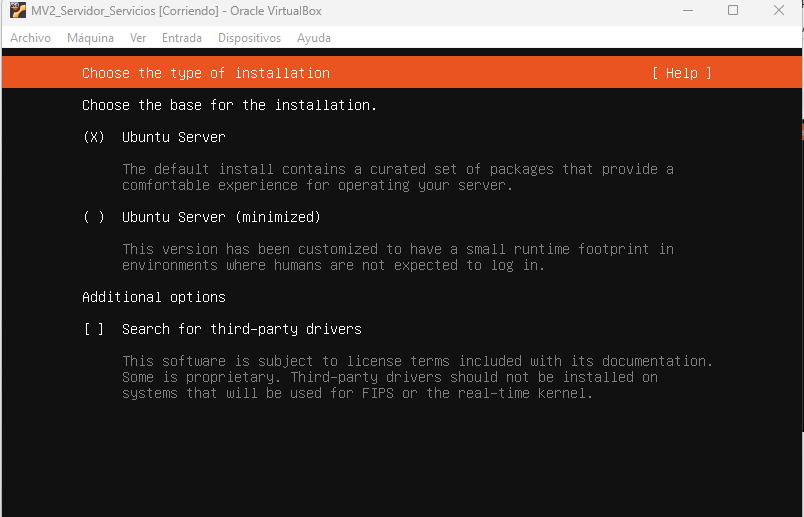 MV2_Servidor_Servicios [Corriendo] - Oracle VirtualBox
Archivo Máquina Ver Entrada Dispositivos Ayuda
Choose the type of installation [ Help ]
Choose the base for the installation.
(X) Ubuntu Server
The default install contains a curated set of packages that provide a
comfortable experience for operating your server.
( ) Ubuntu Server (minimized)
This version has been customized to have a small runtime footprint in
environments where humans are not expected to log in.
Additional options
[ ] Search for third-party drivers
This software is subject to license terms included with its documentation.
Some is proprietary. Third-party drivers should not be installed on
systems that will be used for FIPS or the real-time kernel.